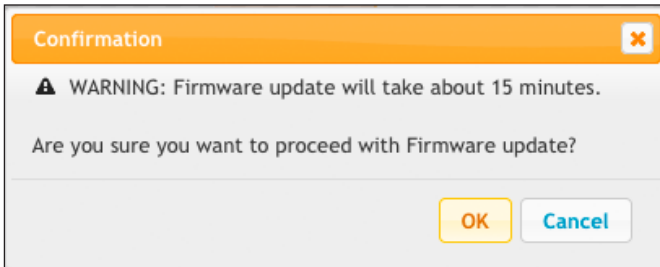 Confirmation
WARNING: Firmware update will take about 15 minutes.
Are you sure you want to proceed with Firmware update?
OK
Cancel